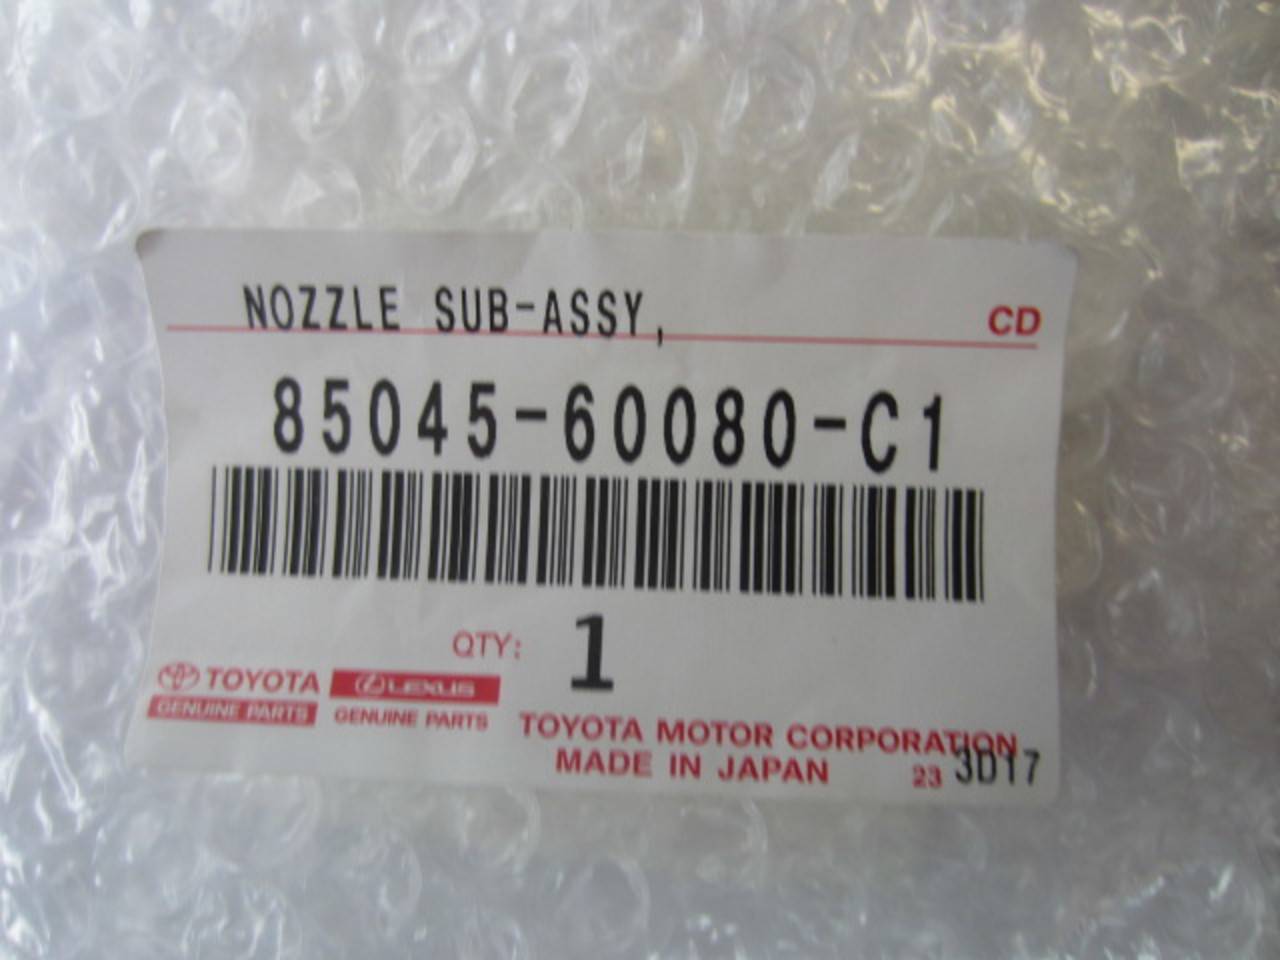 NOZZLE SUB-ASSY,
CD
85045-60080-C1
QTY: 1
TOYOTA LEXUS
GENUINE PARTS GENUINE PARTS
TOYOTA MOTOR CORPORATION
MADE IN JAPAN 23 3D17